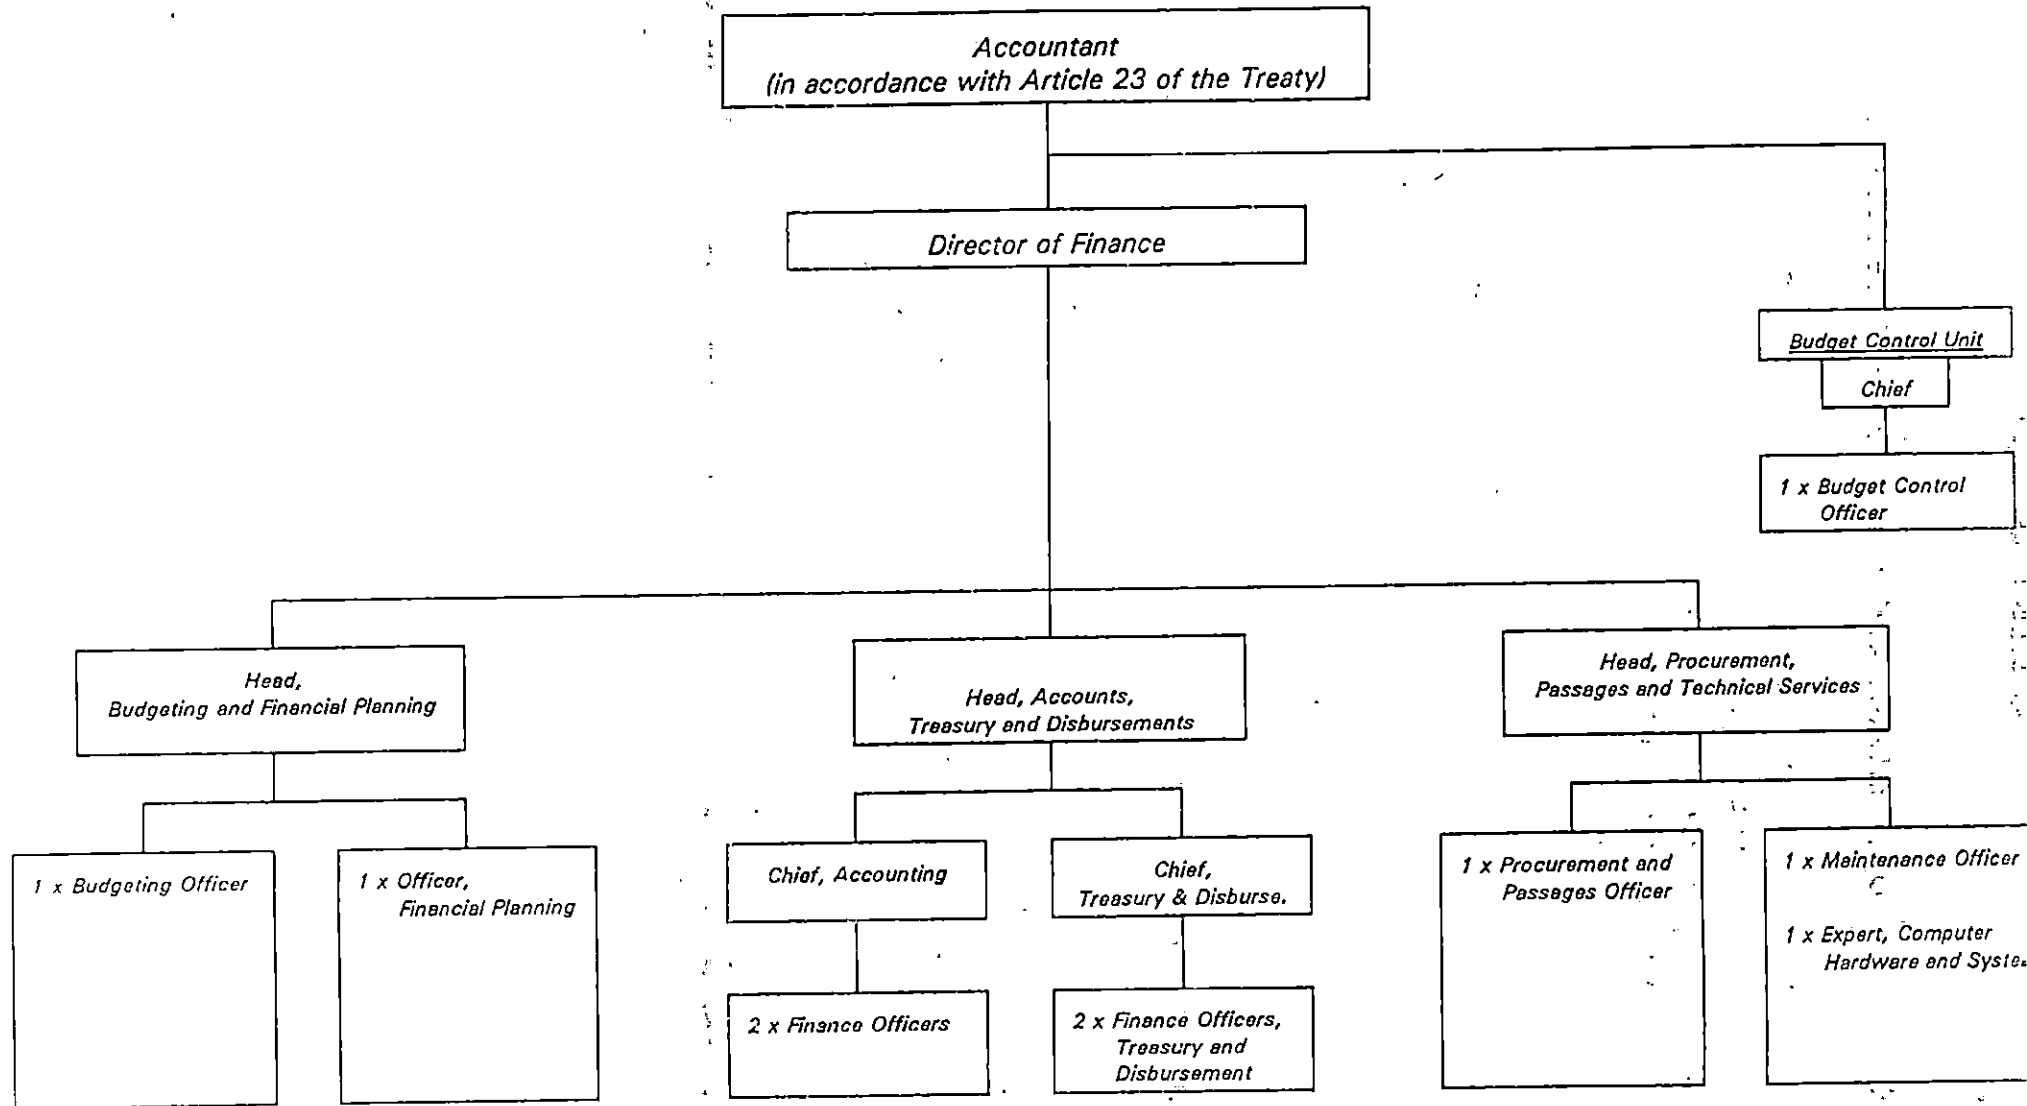 Accountant
(in accordance with Article 23 of the Treaty)
Director of Finance
Budget Control Unit
Chief
1 x Budget Control
Officer
Head,
Budgeting and Financial Planning
Head, Accounts,
Treasury and Disbursements
Head, Procurement,
Passages and Technical Services
1 x Budgeting Officer
1 x Officer,
Financial Planning
Chief, Accounting
2 x Finance Officers
Chief,
Treasury & Disburse.
2 x Finance Officers,
Treasury and
Disbursement
1 x Procurement and
Passages Officer
1 x Maintenance Officer
1 x Expert, Computer
Hardware and